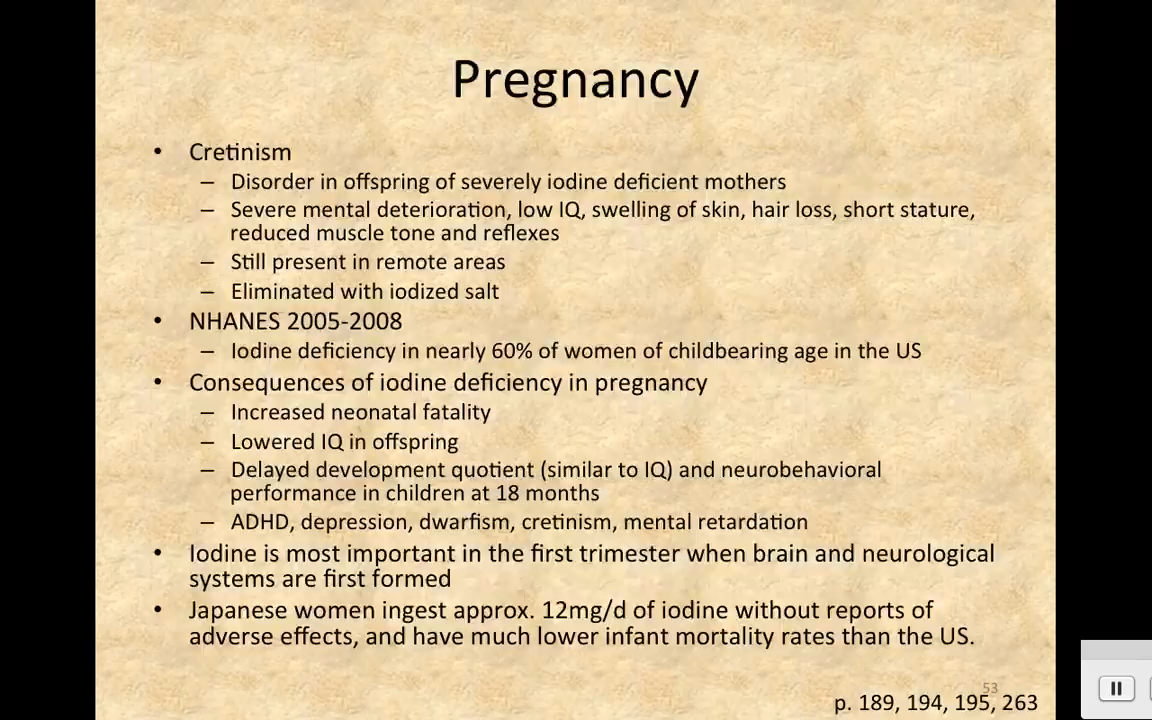 Pregnancy
• Cretinism
– Disorder in offspring of severely iodine deficient mothers
– Severe mental deterioration, low IQ, swelling of skin, hair loss, short stature,
reduced muscle tone and reflexes
– Still present in remote areas
– Eliminated with iodized salt
• NHANES 2005-2008
– Iodine deficiency in nearly 60% of women of childbearing age in the US
• Consequences of iodine deficiency in pregnancy
– Increased neonatal fatality
– Lowered IQ in offspring
– Delayed development quotient (similar to IQ) and neurobehavioral
performance in children at 18 months
– ADHD, depression, dwarfism, cretinism, mental retardation
• Iodine is most important in the first trimester when brain and neurological
systems are first formed
• Japanese women ingest approx. 12mg/d of iodine without reports of
adverse effects, and have much lower infant mortality rates than the US.
53
p. 189, 194, 195, 263